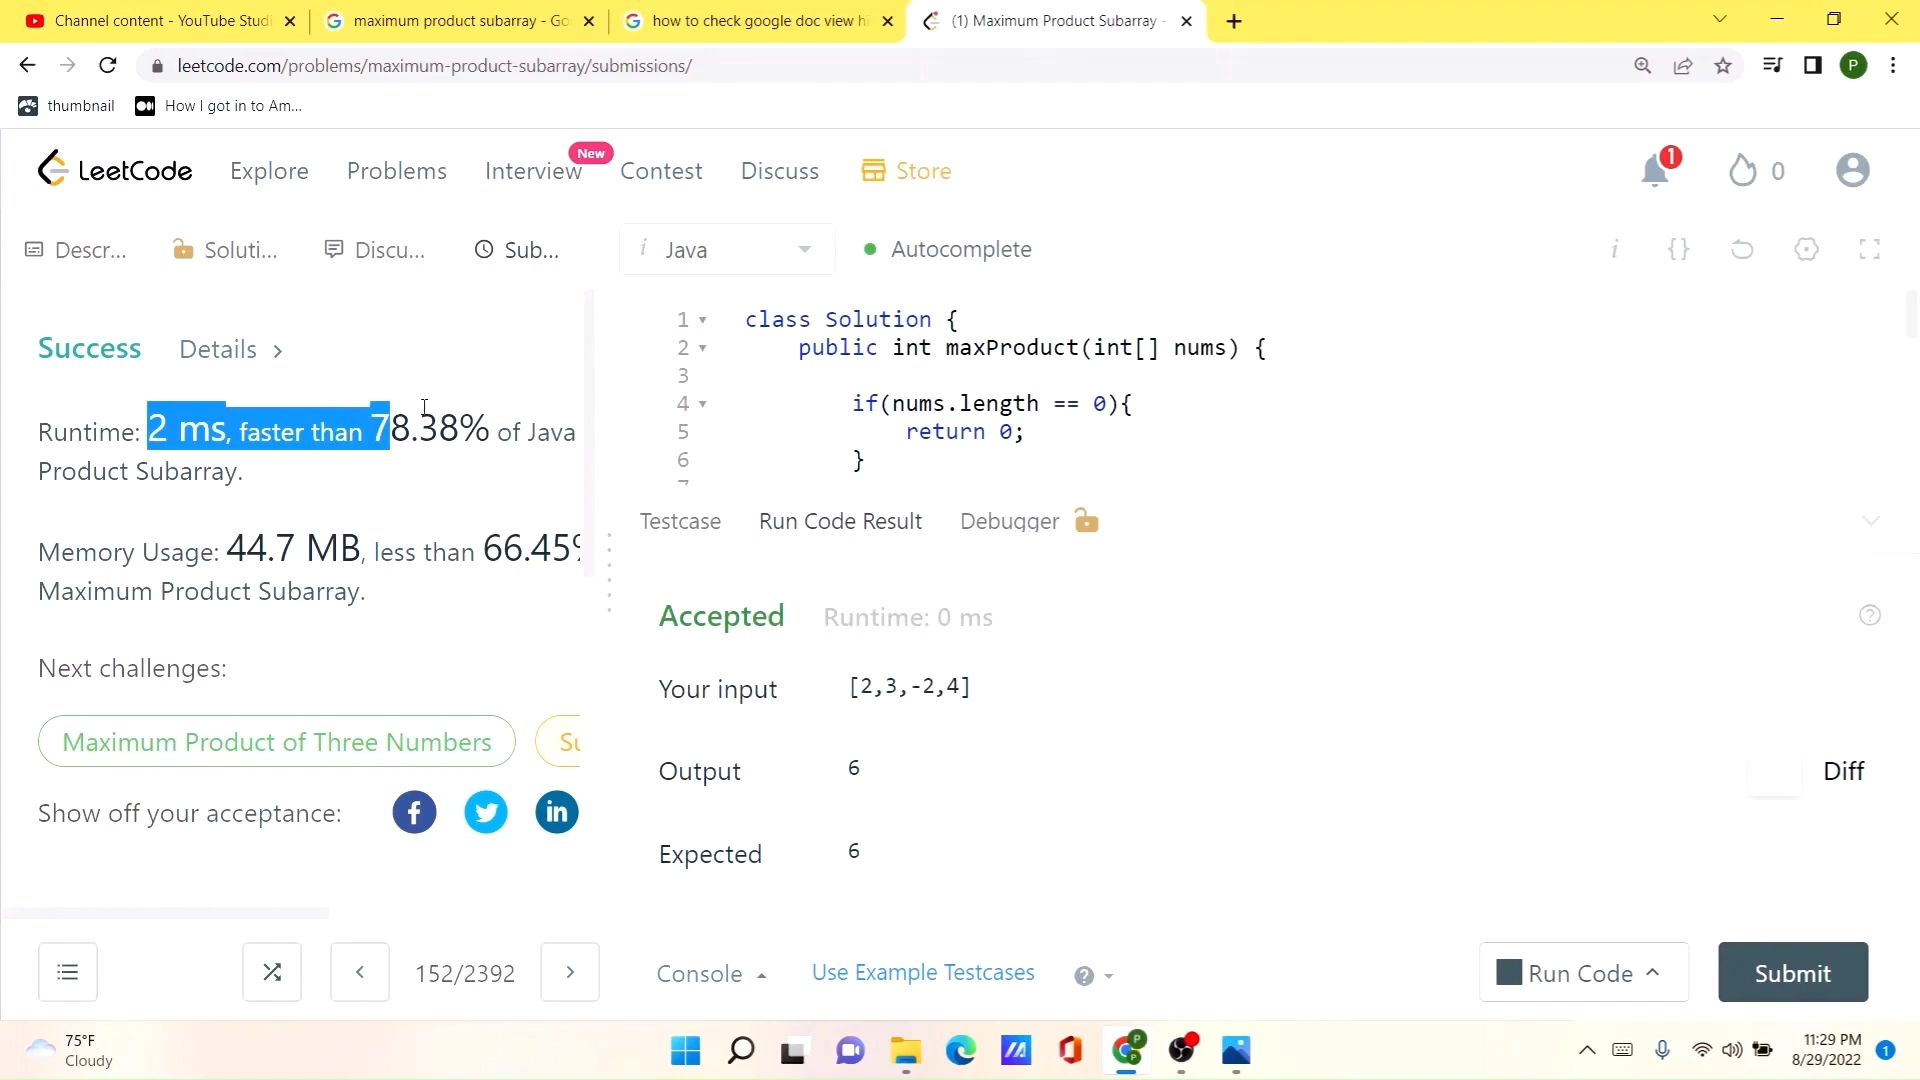 Channel content - YouTube Studi
maximum product subarray - Go
how to check google doc view hi
(1) Maximum Product Subarray -
leetcode.com/problems/maximum-product-subarray/submissions/
P
thumbnail
How I got in to Am...
LeetCode
Explore
Problems
Interview
New
Contest
Discuss
Store
1
0
Descr...
Soluti...
Discu...
Sub...
i Java
Autocomplete
i
{}
Success
Details >
Runtime: 2 ms, faster than 78.38% of Java
Product Subarray.
Memory Usage: 44.7 MB, less than 66.45%
Maximum Product Subarray.
Next challenges:
Maximum Product of Three Numbers
Su
Show off your acceptance:
1 class Solution {
2 public int maxProduct(int[] nums) {
3
4 if(nums.length == 0){
5 return 0;
6 }
7
Testcase
Run Code Result
Debugger
Accepted
Runtime: 0 ms
?
Your input
[2,3,-2,4]
Output
6
Diff
Expected
6
152/2392
Console
Use Example Testcases
?
Run Code
Submit
75°F
Cloudy
P
P
11:29 PM
8/29/2022
1